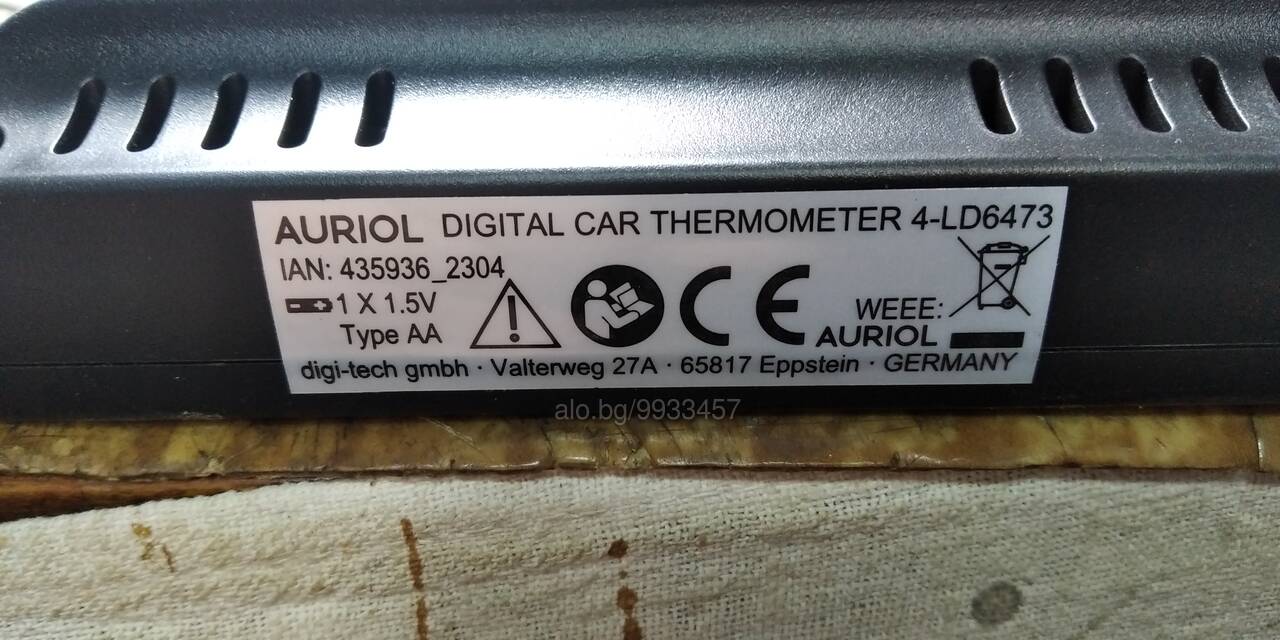 AURIOL DIGITAL CAR THERMOMETER 4-LD6473
IAN: 435936_2304
1 X 1.5V
Type AA
CE
WEEE:
AURIOL
digi-tech gmbh · Valterweg 27A · 65817 Eppstein · GERMANY
alo.bg/9933457